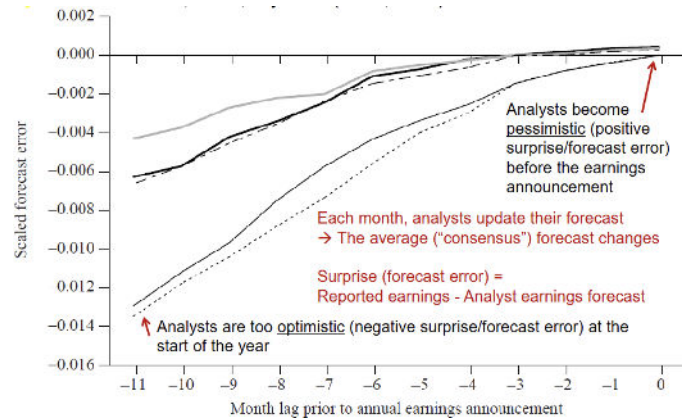 0.002
0.000
−0.002
−0.004
−0.006
−0.008
−0.010
−0.012
−0.014
−0.016
Scaled forecast error
Analysts become
pessimistic (positive
surprise/forecast error)
before the earnings
announcement
Each month, analysts update their forecast
→ The average (“consensus”) forecast changes
Surprise (forecast error) =
Reported earnings - Analyst earnings forecast
Analysts are too optimistic (negative surprise/forecast error) at the
start of the year
−11 −10 −9 −8 −7 −6 −5 −4 −3 −2 −1 0
Month lag prior to annual earnings announcement